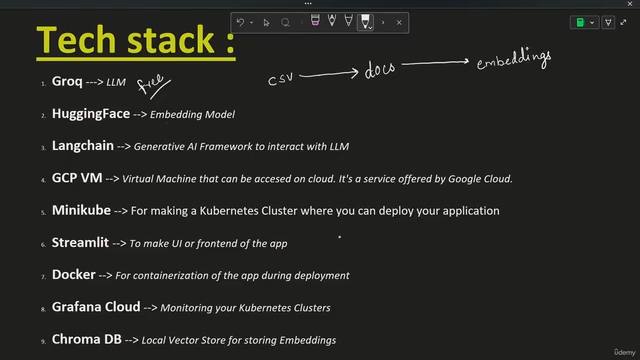 Tech stack :
csv → docs → embeddings
1. Groq ---> LLM free
2. HuggingFace --> Embedding Model
3. Langchain --> Generative AI Framework to interact with LLM
4. GCP VM --> Virtual Machine that can be accesed on cloud. It's a service offered by Google Cloud.
5. Minikube --> For making a Kubernetes Cluster where you can deploy your application
6. Streamlit --> To make UI or frontend of the app
7. Docker --> For containerization of the app during deployment
8. Grafana Cloud --> Monitoring your Kubernetes Clusters
9. Chroma DB --> Local Vector Store for storing Embeddings
ûdemy